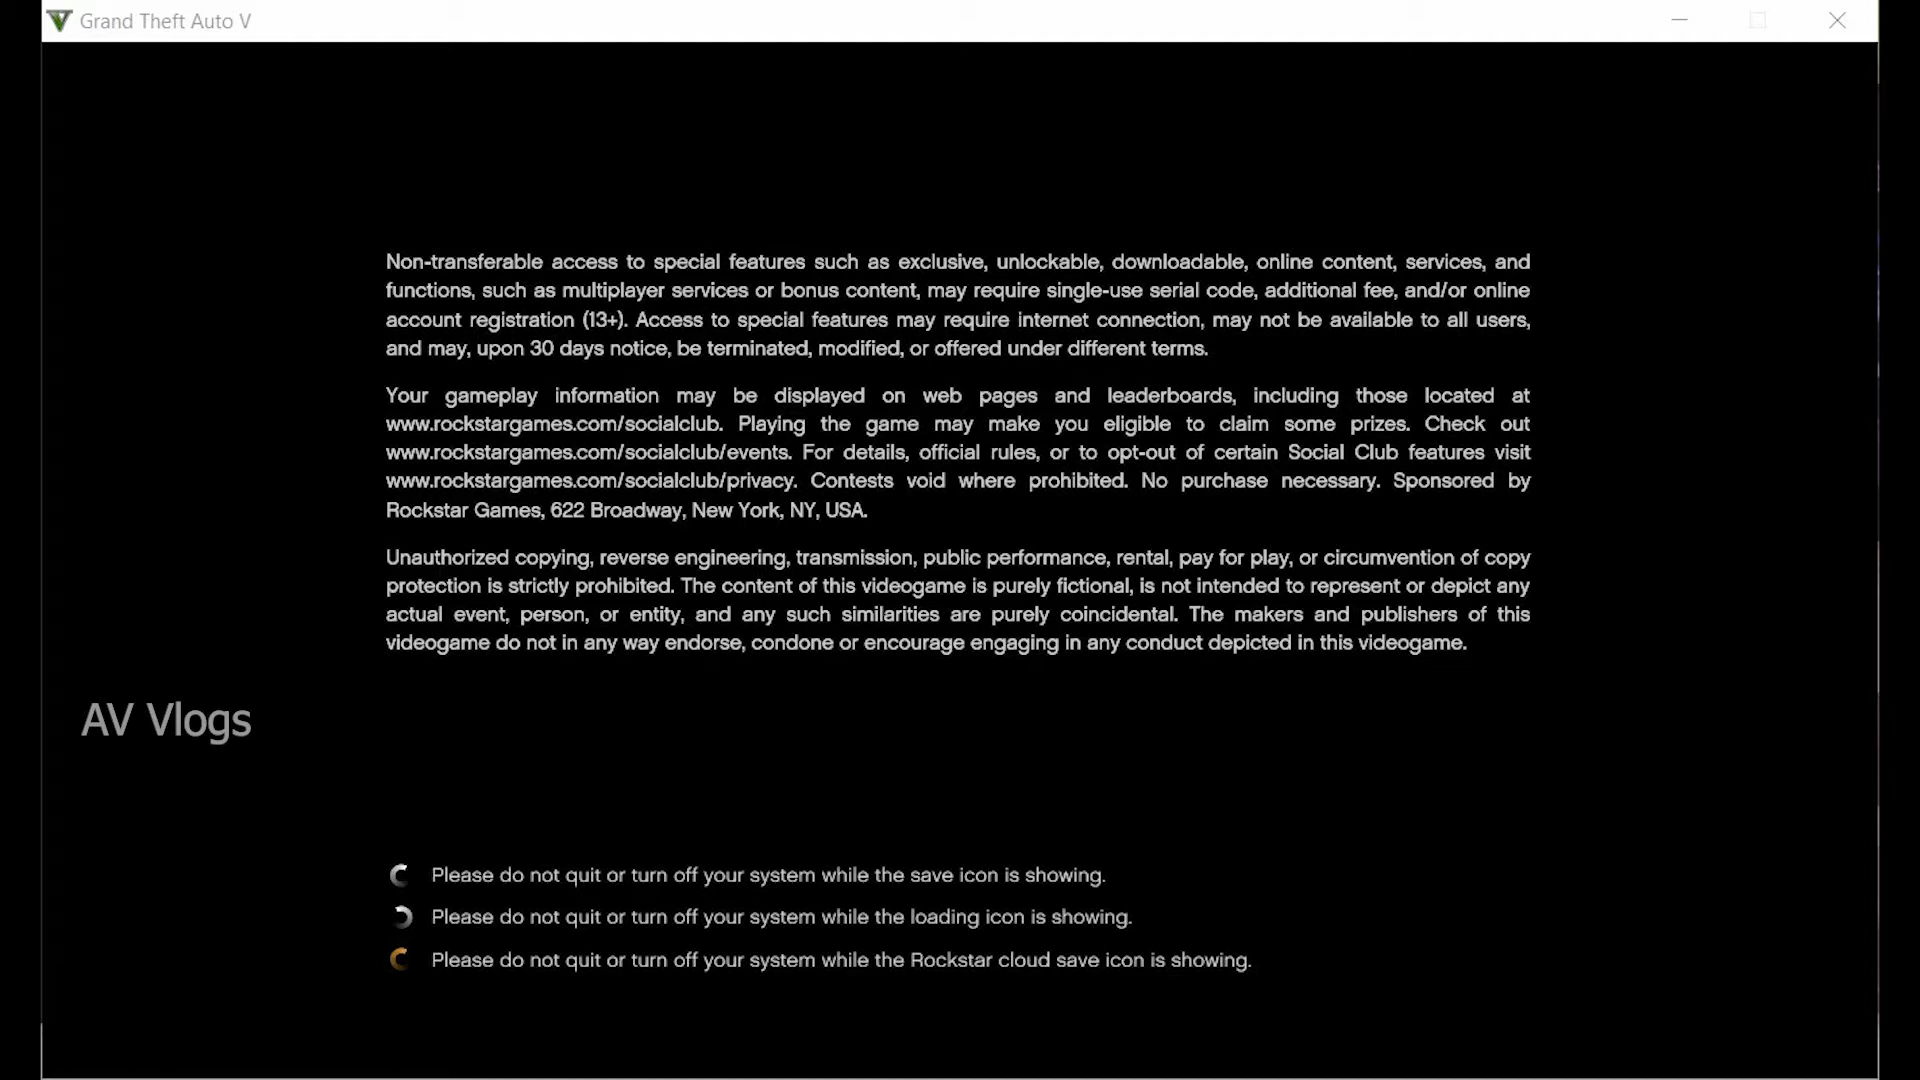 Grand Theft Auto V
Non-transferable access to special features such as exclusive, unlockable, downloadable, online content, services, and
functions, such as multiplayer services or bonus content, may require single-use serial code, additional fee, and/or online
account registration (13+). Access to special features may require internet connection, may not be available to all users,
and may, upon 30 days notice, be terminated, modified, or offered under different terms.
Your gameplay information may be displayed on web pages and leaderboards, including those located at
www.rockstargames.com/socialclub. Playing the game may make you eligible to claim some prizes. Check out
www.rockstargames.com/socialclub/events. For details, official rules, or to opt-out of certain Social Club features visit
www.rockstargames.com/socialclub/privacy. Contests void where prohibited. No purchase necessary. Sponsored by
Rockstar Games, 622 Broadway, New York, NY, USA.
Unauthorized copying, reverse engineering, transmission, public performance, rental, pay for play, or circumvention of copy
protection is strictly prohibited. The content of this videogame is purely fictional, is not intended to represent or depict any
actual event, person, or entity, and any such similarities are purely coincidental. The makers and publishers of this
videogame do not in any way endorse, condone or encourage engaging in any conduct depicted in this videogame.
AV Vlogs
Please do not quit or turn off your system while the save icon is showing.
Please do not quit or turn off your system while the loading icon is showing.
Please do not quit or turn off your system while the Rockstar cloud save icon is showing.